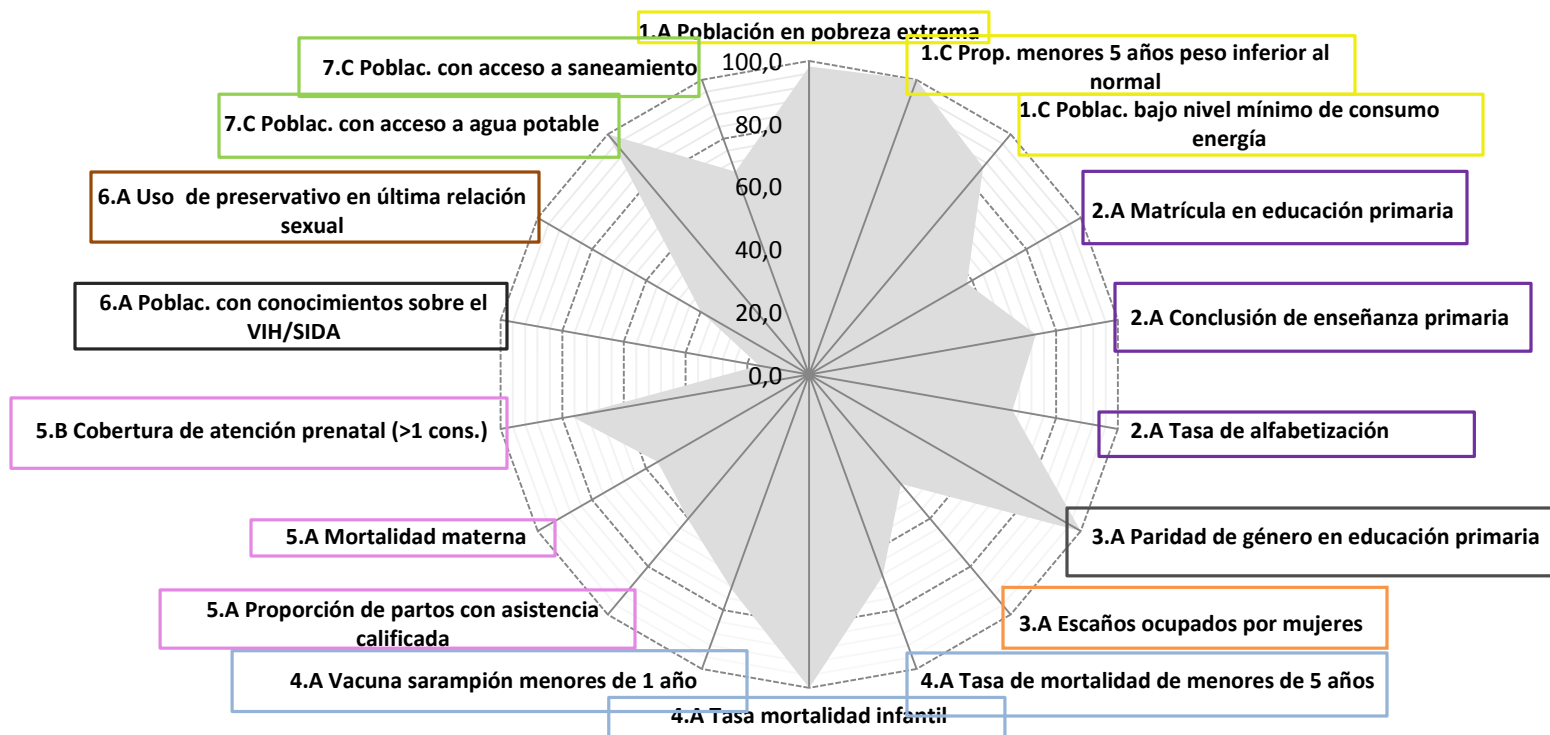 1.A Población en pobreza extrema
1.C Prop. menores 5 años peso inferior al
normal
1.C Poblac. bajo nivel mínimo de consumo
energía
2.A Matrícula en educación primaria
2.A Conclusión de enseñanza primaria
2.A Tasa de alfabetización
3.A Paridad de género en educación primaria
3.A Escaños ocupados por mujeres
4.A Tasa de mortalidad de menores de 5 años
4.A Tasa mortalidad infantil
4.A Vacuna sarampión menores de 1 año
5.A Proporción de partos con asistencia
calificada
5.A Mortalidad materna
5.B Cobertura de atención prenatal (>1 cons.)
6.A Poblac. con conocimientos sobre el
VIH/SIDA
6.A Uso  de preservativo en última relación
sexual
7.C Poblac. con acceso a agua potable
7.C Poblac. con acceso a saneamiento
100,0
80,0
60,0
40,0
20,0
0,0